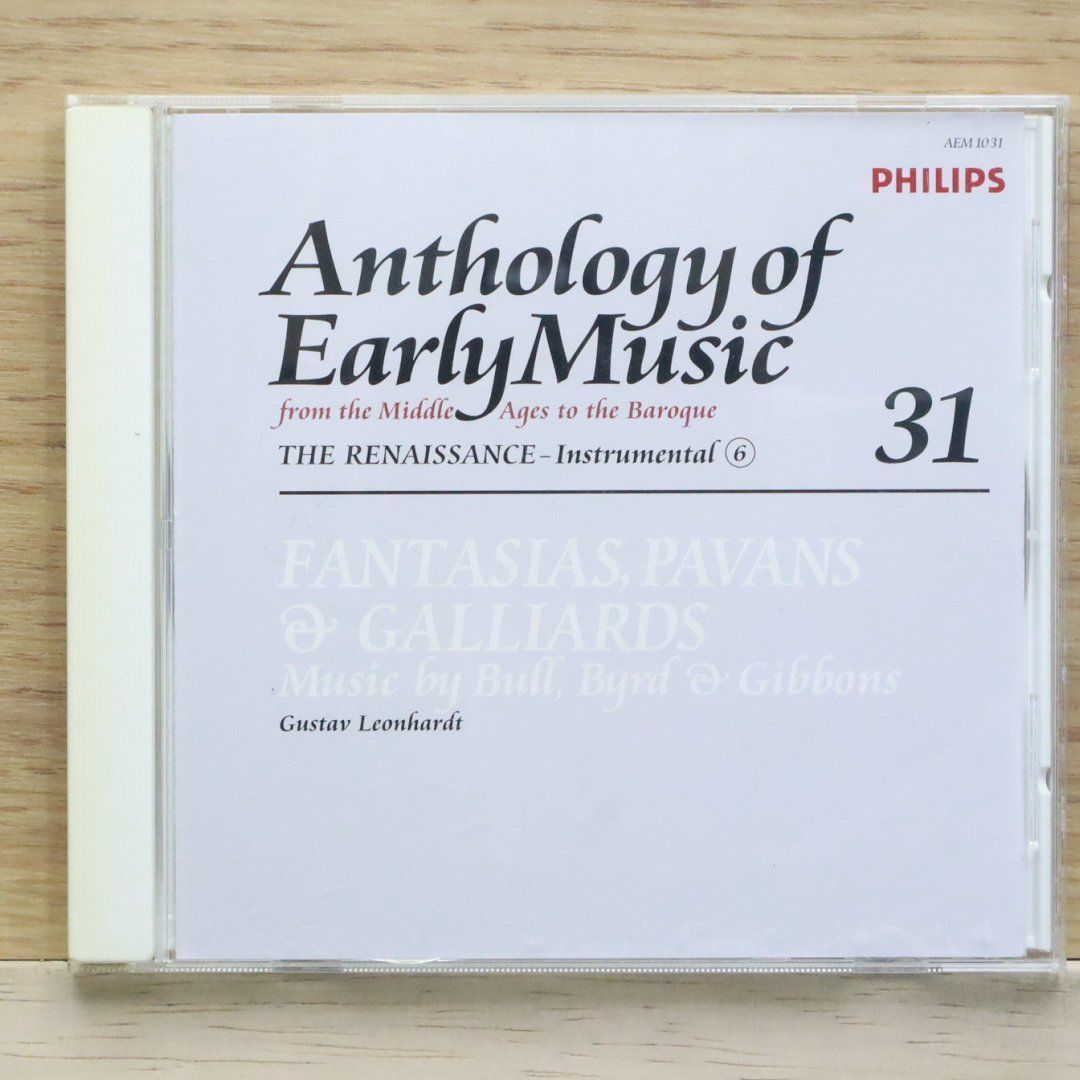 AEM 1031
PHILIPS
Anthology of
Early Music
from the Middle Ages to the Baroque
31
THE RENAISSANCE – Instrumental ⑥
FANTASIAS, PAVANS
& GALLIARDS
Music by Bull, Byrd & Gibbons
Gustav Leonhardt